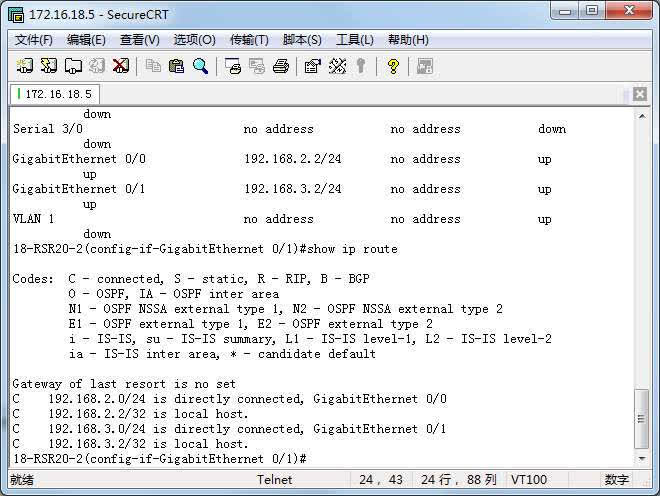 172.16.18.5 - SecureCRT
文件(F) 编辑(E) 查看(V) 选项(O) 传输(T) 脚本(S) 工具(L) 帮助(H)
172.16.18.5
down
Serial 3/0 no address no address down
down
GigabitEthernet 0/0 192.168.2.2/24 no address up
up
GigabitEthernet 0/1 192.168.3.2/24 no address up
up
VLAN 1 no address no address up
down
18-RSR20-2(config-if-GigabitEthernet 0/1)#show ip route
Codes: C - connected, S - static, R - RIP, B - BGP
O - OSPF, IA - OSPF inter area
N1 - OSPF NSSA external type 1, N2 - OSPF NSSA external type 2
E1 - OSPF external type 1, E2 - OSPF external type 2
i - IS-IS, su - IS-IS summary, L1 - IS-IS level-1, L2 - IS-IS level-2
ia - IS-IS inter area, * - candidate default
Gateway of last resort is no set
C 192.168.2.0/24 is directly connected, GigabitEthernet 0/0
C 192.168.2.2/32 is local host.
C 192.168.3.0/24 is directly connected, GigabitEthernet 0/1
C 192.168.3.2/32 is local host.
18-RSR20-2(config-if-GigabitEthernet 0/1)#
就绪 Telnet 24, 43 24 行, 88 列 VT100 数字